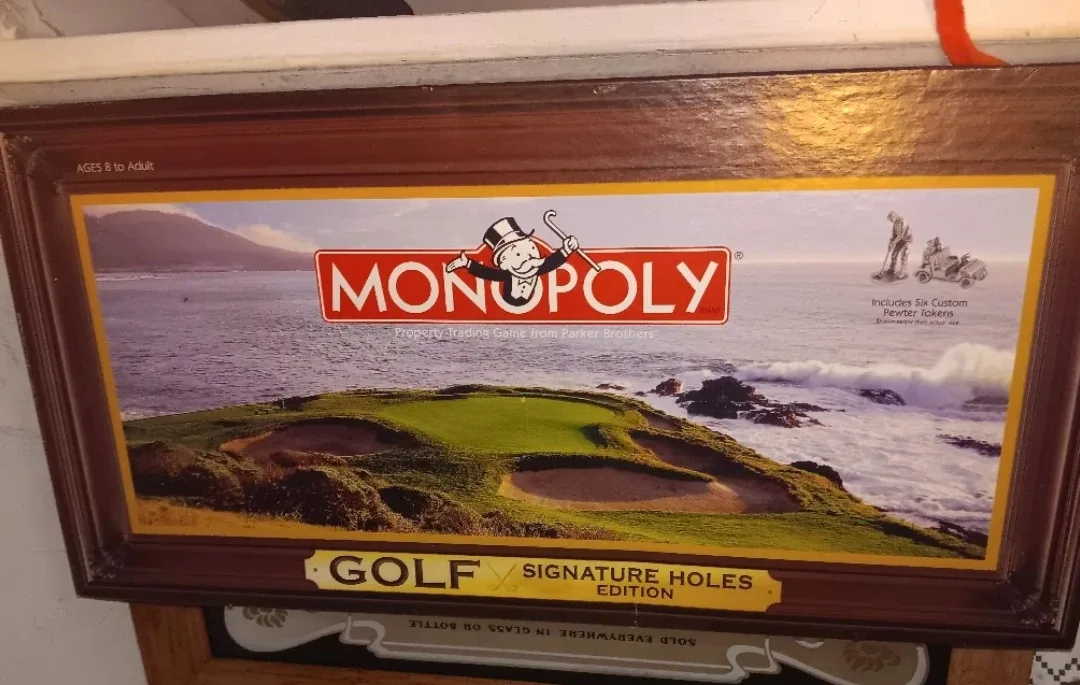 AGES 8 to Adult
MONOPOLY®
Property Trading Game from Parker Brothers
Includes Six Custom
Pewter Tokens
GOLF
SIGNATURE HOLES
EDITION
SOLD EVERYWHERE IN GLASS OR BOTTLE